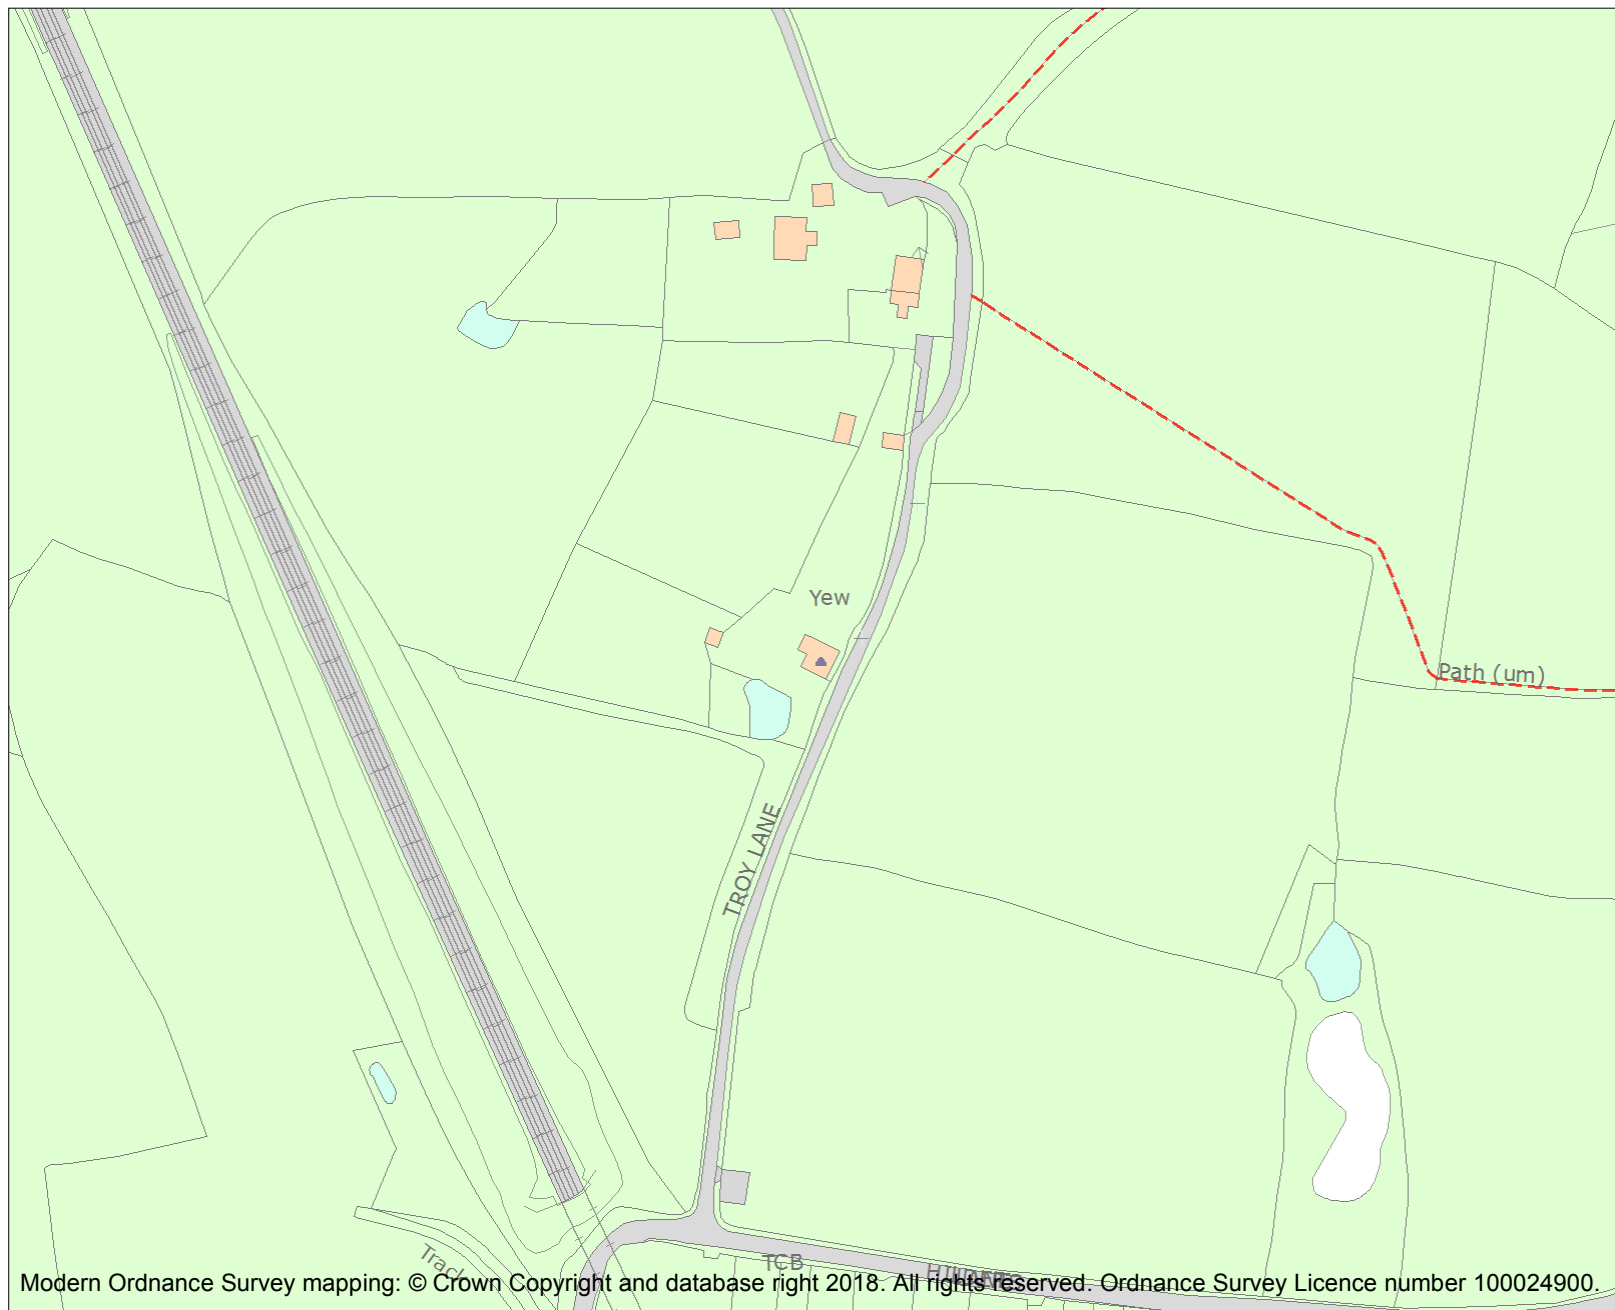 Yew
Path (um)
TROY LANE
TCB
Track
Modern Ordnance Survey mapping: © Crown Copyright and database right 2018. All rights reserved. Ordnance Survey Licence number 100024900.